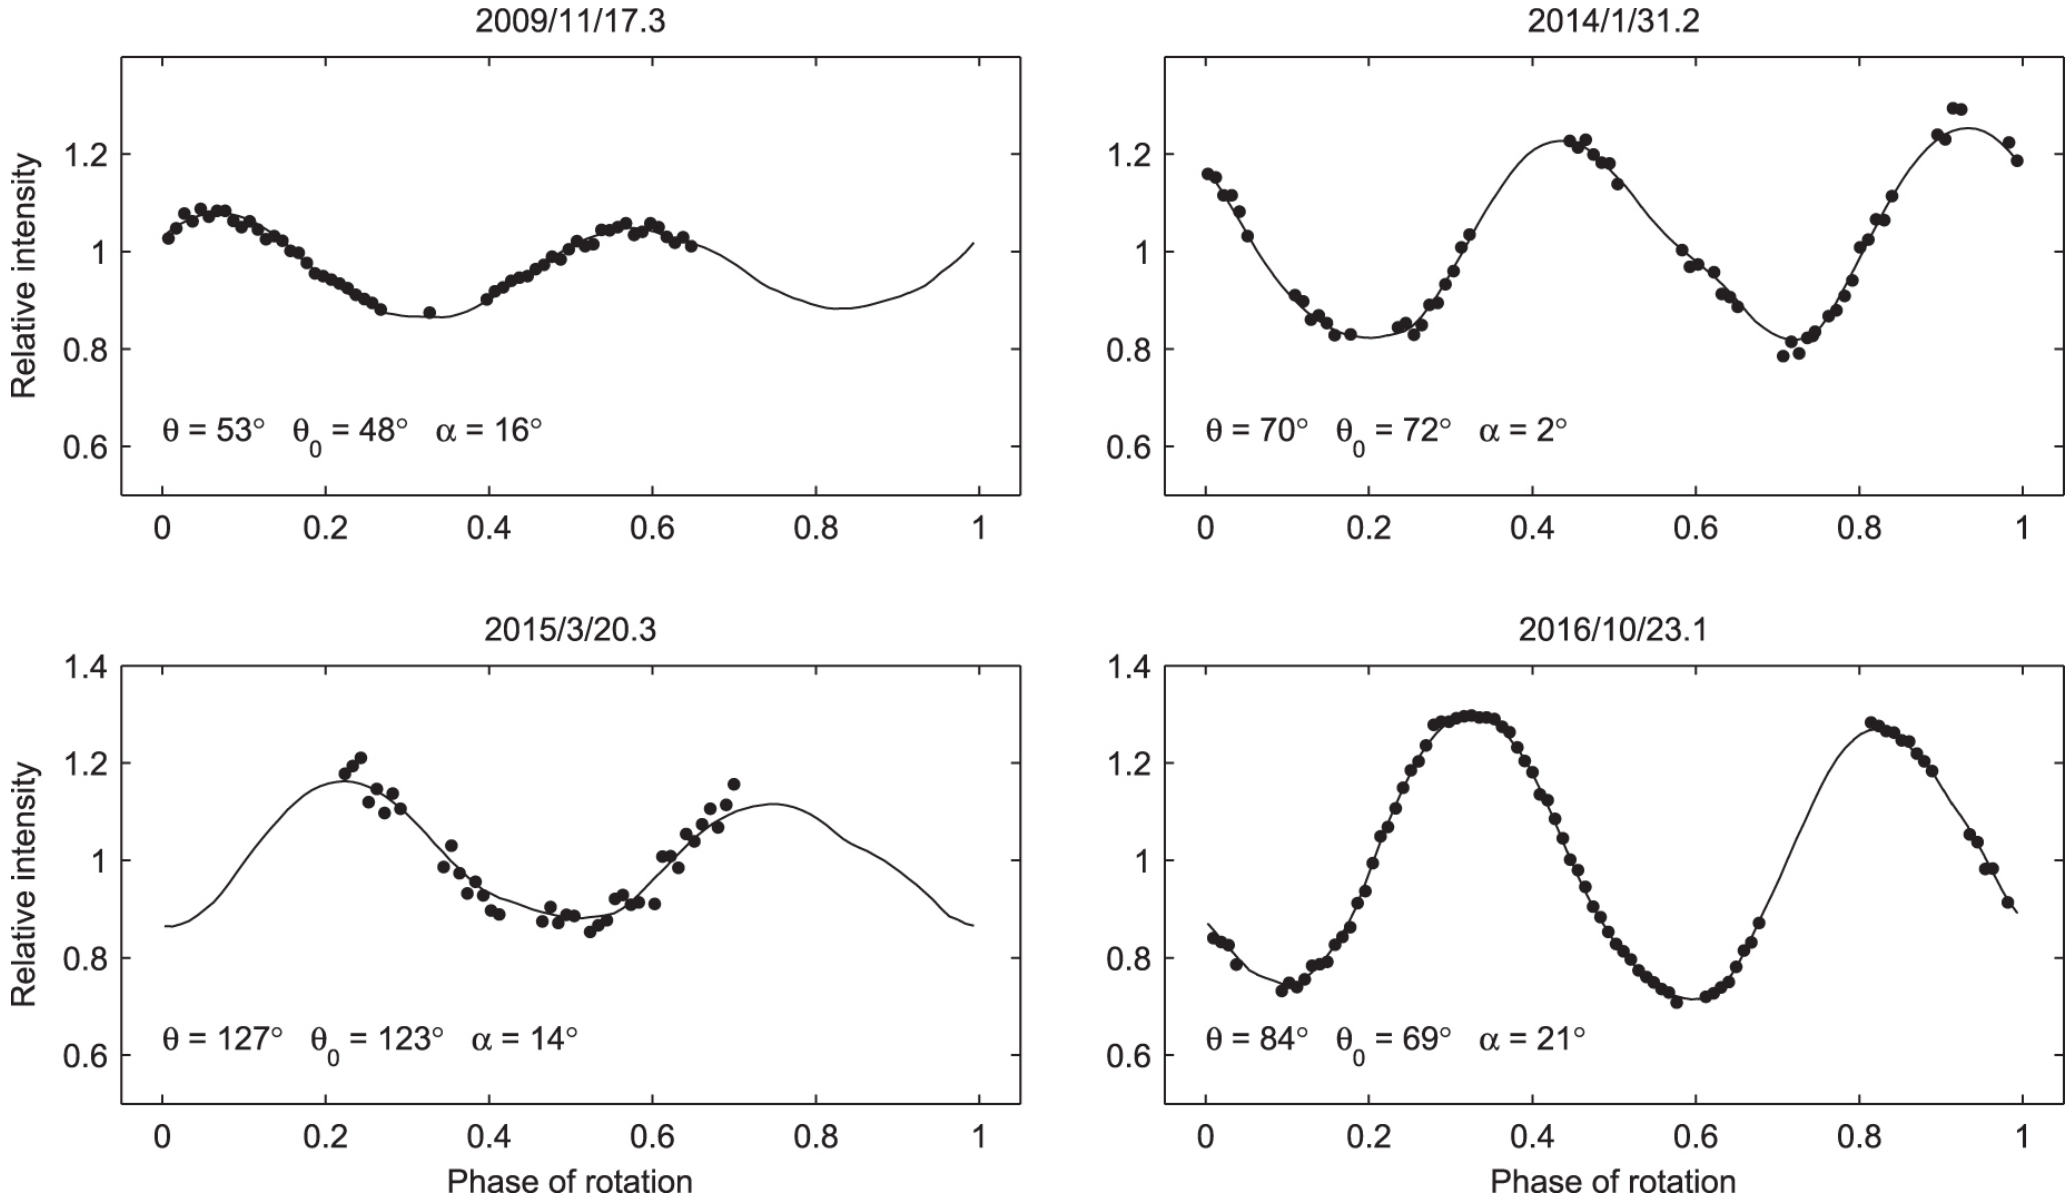 2009/11/17.3
2014/1/31.2
Relative intensity
1.2
1
0.8
0.6
θ = 53° θ₀ = 48° α = 16°
0 0.2 0.4 0.6 0.8 1
1.2
1
0.8
0.6
θ = 70° θ₀ = 72° α = 2°
0 0.2 0.4 0.6 0.8 1
2015/3/20.3
2016/10/23.1
Relative intensity
1.4
1.2
1
0.8
0.6
θ = 127° θ₀ = 123° α = 14°
0 0.2 0.4 0.6 0.8 1
Phase of rotation
1.4
1.2
1
0.8
0.6
θ = 84° θ₀ = 69° α = 21°
0 0.2 0.4 0.6 0.8 1
Phase of rotation